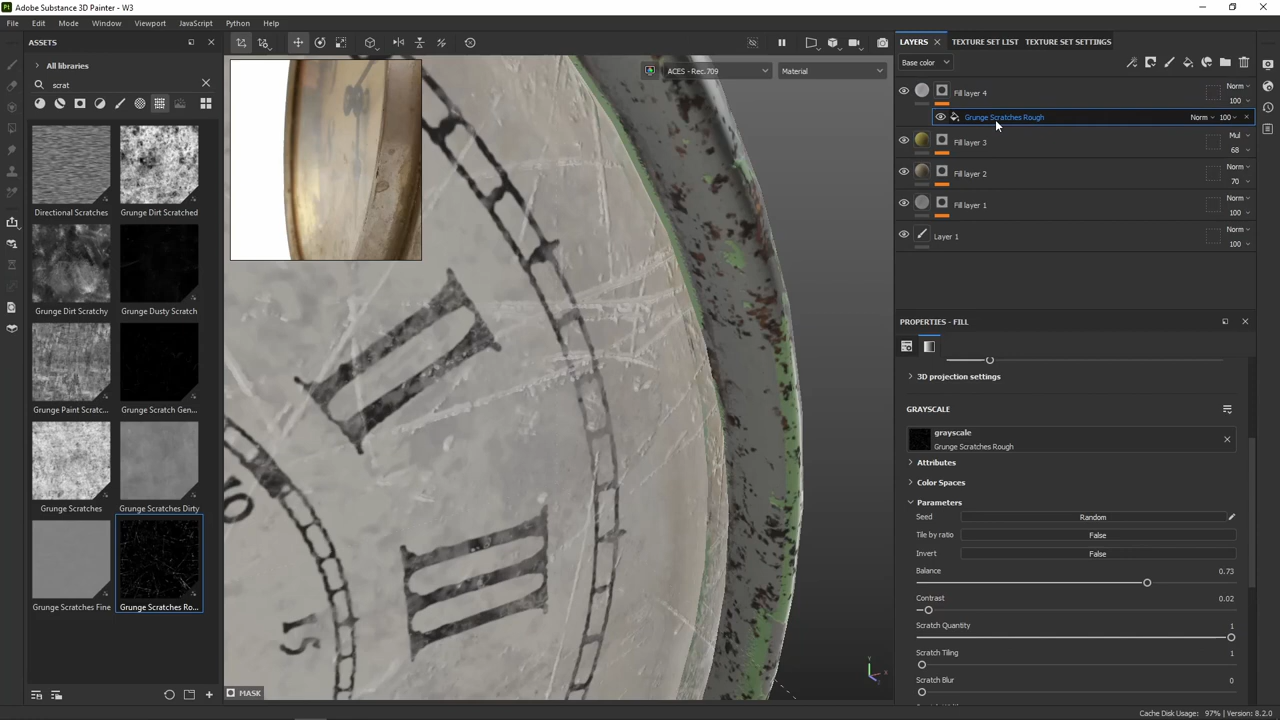 Pt Adobe Substance 3D Painter - W3
File Edit Mode Window Viewport JavaScript Python Help
ASSETS
All libraries
scrat
Directional Scratches
Grunge Dirt Scratched
Grunge Dirt Scratchy
Grunge Dusty Scratch
Grunge Paint Scratc...
Grunge Scratch Gen...
Grunge Scratches
Grunge Scratches Dirty
Grunge Scratches Fine
Grunge Scratches Ro...
ACES - Rec.709
Material
II
III
15
MASK
Y
LAYERS
TEXTURE SET LIST
TEXTURE SET SETTINGS
Base color
Fill layer 4
Norm
100
Grunge Scratches Rough
Norm
100
Fill layer 3
Mul
68
Fill layer 2
Norm
70
Fill layer 1
Norm
100
Layer 1
Norm
100
PROPERTIES - FILL
3D projection settings
GRAYSCALE
grayscale
Grunge Scratches Rough
Attributes
Color Spaces
Parameters
Seed Random
Tile by ratio False
Invert False
Balance 0.73
Contrast 0.02
Scratch Quantity 1
Scratch Tiling 1
Scratch Blur 0
Cache Disk Usage: 97% | Version: 8.2.0